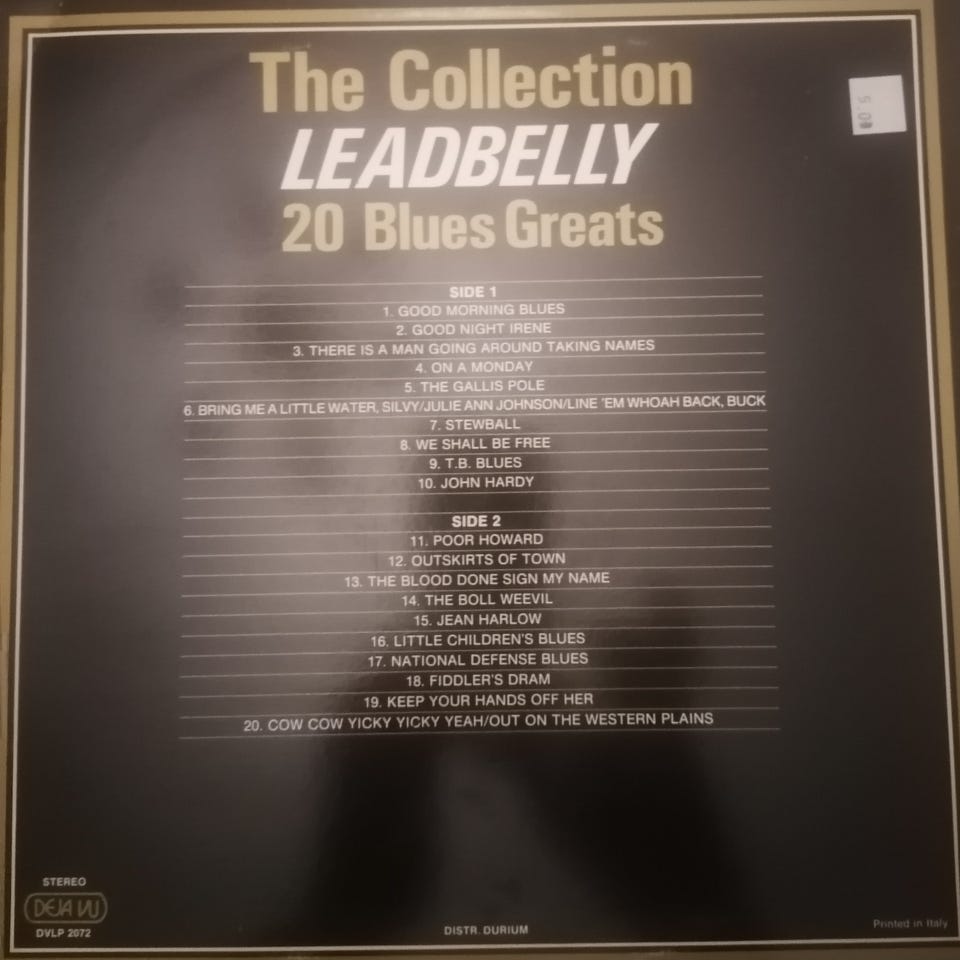 The Collection
LEADBELLY
20 Blues Greats
SIDE 1
1. GOOD MORNING BLUES
2. GOOD NIGHT IRENE
3. THERE IS A MAN GOING AROUND TAKING NAMES
4. ON A MONDAY
5. THE GALLIS POLE
6. BRING ME A LITTLE WATER, SILVY/JULIE ANN JOHNSON/LINE 'EM WHOAH BACK, BUCK
7. STEWBALL
8. WE SHALL BE FREE
9. T.B. BLUES
10. JOHN HARDY
SIDE 2
11. POOR HOWARD
12. OUTSKIRTS OF TOWN
13. THE BLOOD DONE SIGN MY NAME
14. THE BOLL WEEVIL
15. JEAN HARLOW
16. LITTLE CHILDREN'S BLUES
17. NATIONAL DEFENSE BLUES
18. FIDDLER'S DRAM
19. KEEP YOUR HANDS OFF HER
20. COW COW YICKY YICKY YEAH/OUT ON THE WESTERN PLAINS
STEREO
DEJA VU
DVLP 2072
DISTR. DURIUM
Printed in Italy